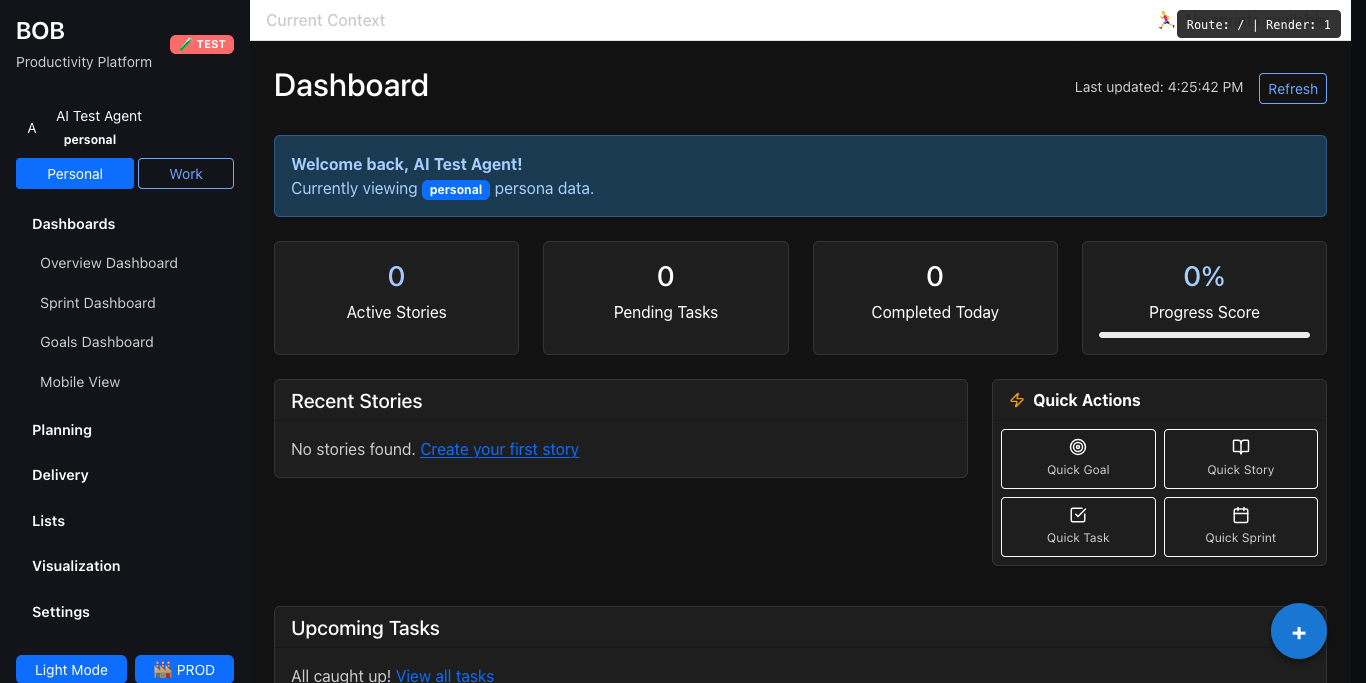 BOB
TEST
Productivity Platform
A
AI Test Agent
personal
Personal
Work
Dashboards
Overview Dashboard
Sprint Dashboard
Goals Dashboard
Mobile View
Planning
Delivery
Lists
Visualization
Settings
Light Mode
PROD
Current Context
Route: / | Render: 1
Dashboard
Last updated: 4:25:42 PM
Refresh
Welcome back, AI Test Agent!
Currently viewing personal persona data.
0
Active Stories
0
Pending Tasks
0
Completed Today
0%
Progress Score
Recent Stories
No stories found. Create your first story
Quick Actions
Quick Goal
Quick Story
Quick Task
Quick Sprint
Upcoming Tasks
All caught up! View all tasks
+